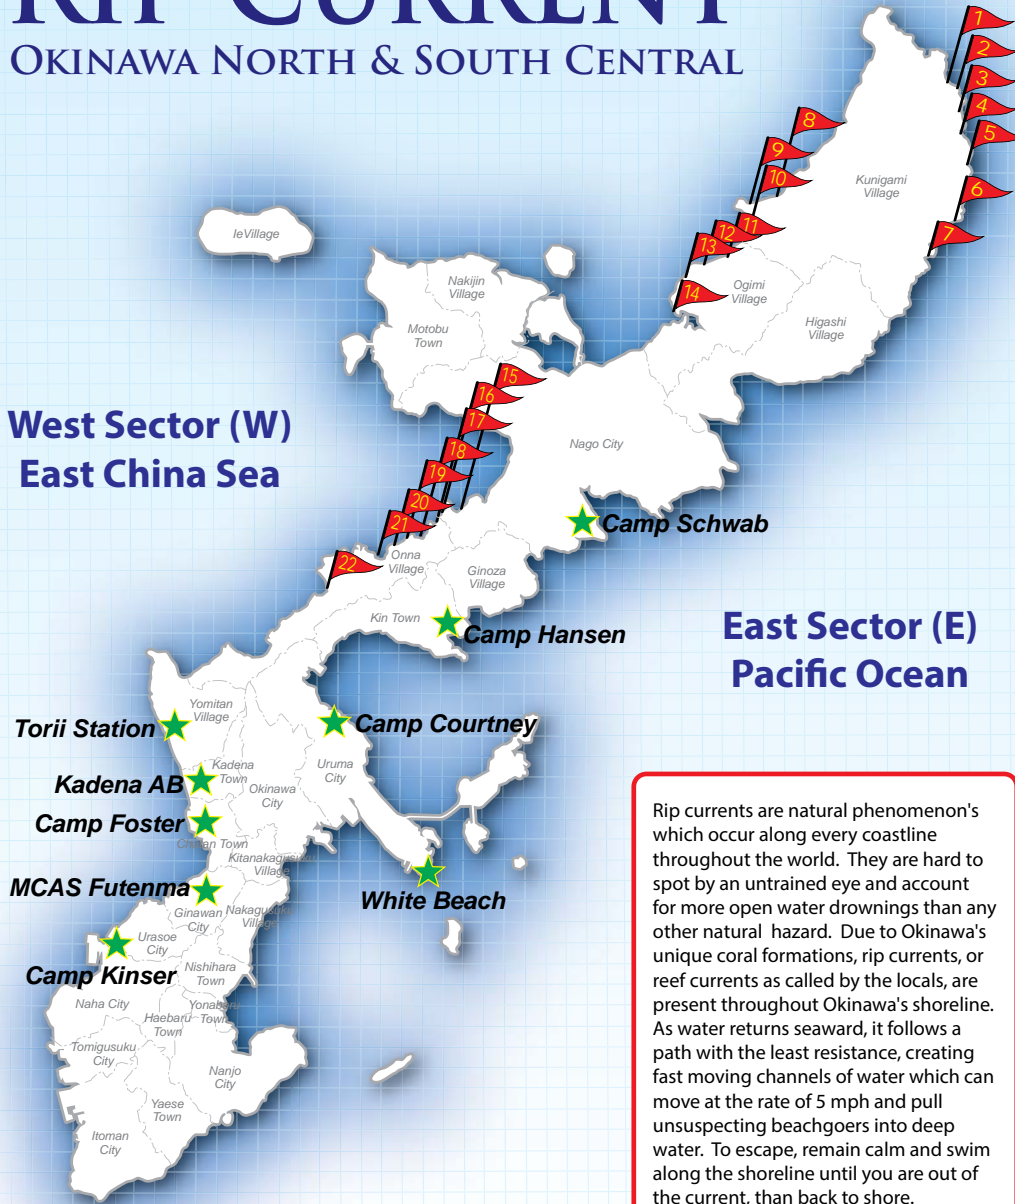 RIP CURRENT
OKINAWA NORTH & SOUTH CENTRAL
1
2
3
4
5
6
7
8
9
10
11
12
13
14
Kunigami
Village
IeVillage
Nakijin
Village
Ogimi
Village
Higashi
Village
Motobu
Town
15
16
17
18
19
20
21
22
West Sector (W)
East China Sea
Nago City
Camp Schwab
Onna
Village
Ginoza
Village
Kin Town
Camp Hansen
East Sector (E)
Pacific Ocean
Yomitan
Village
Torii Station
Camp Courtney
Kadena
Town
Uruma
City
Kadena AB
Okinawa
City
Camp Foster
Chatan Town
Kitanakagusuku
Village
MCAS Futenma
White Beach
Ginawan
City
Nakagusuku
Village
Urasoe
City
Camp Kinser
Nishihara
Town
Naha City
Yonabaru
Town
Haebaru
Town
Tomigusuku
City
Nanjo
City
Yaese
Town
Itoman
City
Rip currents are natural phenomenon's
which occur along every coastline
throughout the world. They are hard to
spot by an untrained eye and account
for more open water drownings than any
other natural hazard. Due to Okinawa's
unique coral formations, rip currents, or
reef currents as called by the locals, are
present throughout Okinawa's shoreline.
As water returns seaward, it follows a
path with the least resistance, creating
fast moving channels of water which can
move at the rate of 5 mph and pull
unsuspecting beachgoers into deep
water. To escape, remain calm and swim
along the shoreline until you are out of
the current, than back to shore.